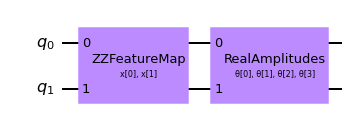 q₀ 0 ZZFeatureMap 0 RealAmplitudes
x[0], x[1] θ[0], θ[1], θ[2], θ[3]
q₁ 1 1